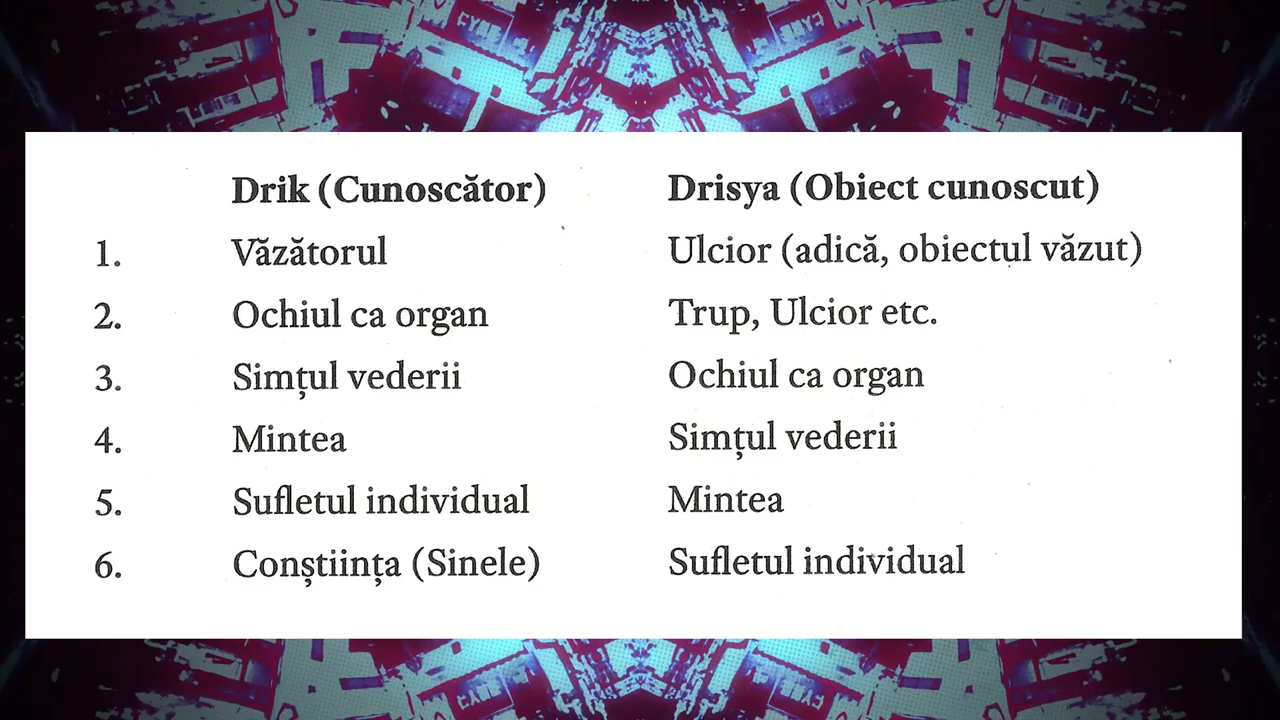 Drik (Cunoscător) Drisya (Obiect cunoscut)
1. Văzătorul Ulcior (adică, obiectul văzut)
2. Ochiul ca organ Trup, Ulcior etc.
3. Simțul vederii Ochiul ca organ
4. Mintea Simțul vederii
5. Sufletul individual Mintea
6. Conștiința (Sinele) Sufletul individual